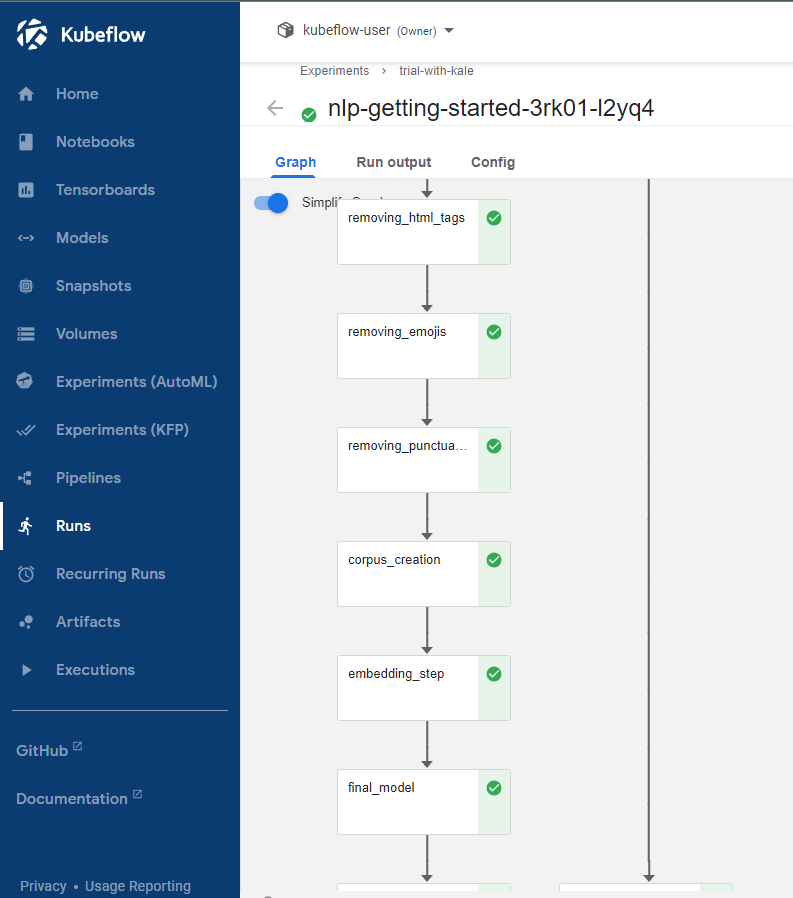 Kubeflow
Home
Notebooks
Tensorboards
Models
Snapshots
Volumes
Experiments (AutoML)
Experiments (KFP)
Pipelines
Runs
Recurring Runs
Artifacts
Executions
GitHub
Documentation
Privacy • Usage Reporting
kubeflow-user (Owner)
Experiments > trial-with-kale
nlp-getting-started-3rk01-l2yq4
Graph Run output Config
Simplify
removing_html_tags
removing_emojis
removing_punctua...
corpus_creation
embedding_step
final_model